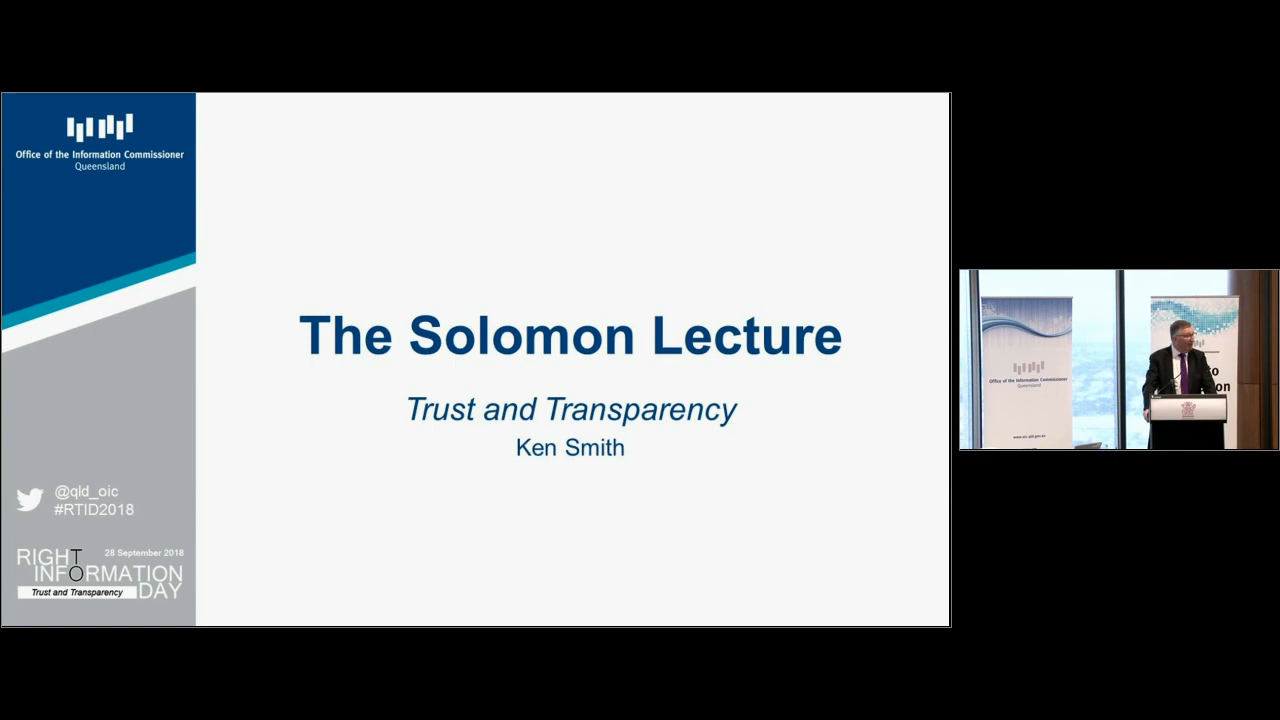 Office of the Information Commissioner
Queensland
The Solomon Lecture
Trust and Transparency
Ken Smith
@qld_oic
#RTID2018
28 September 2018
RIGHT
INFORMATION
DAY
Trust and Transparency
Office of the Information Commissioner
Queensland
www.oic.qld.gov.au